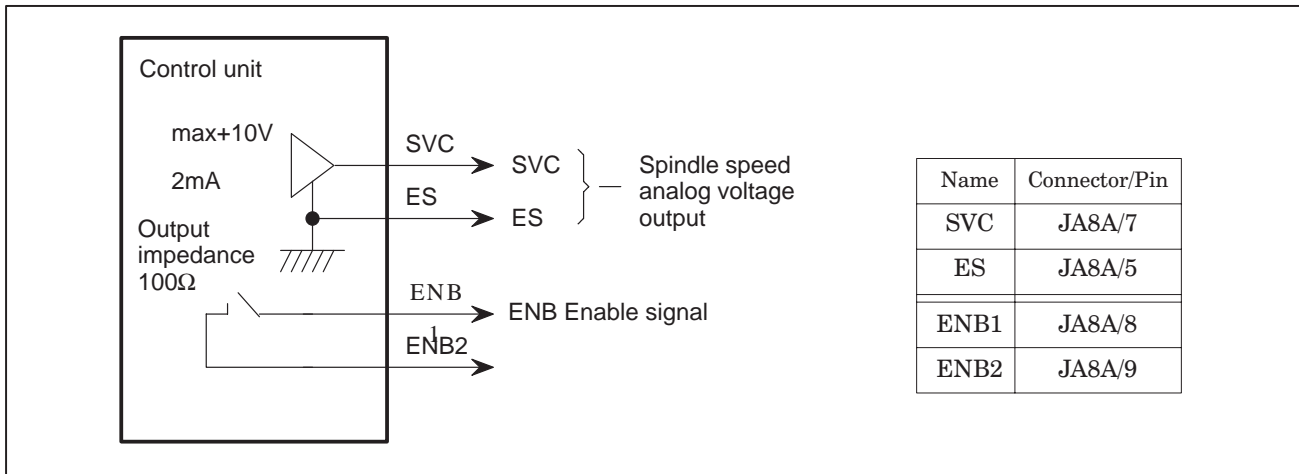 Control unit
max+10V
2mA
Output
impedance
100Ω
SVC
ES
ENB
1
ENB2
SVC
ES
Spindle speed
analog voltage
output
ENB Enable signal
Name Connector/Pin
SVC JA8A/7
ES JA8A/5
ENB1 JA8A/8
ENB2 JA8A/9